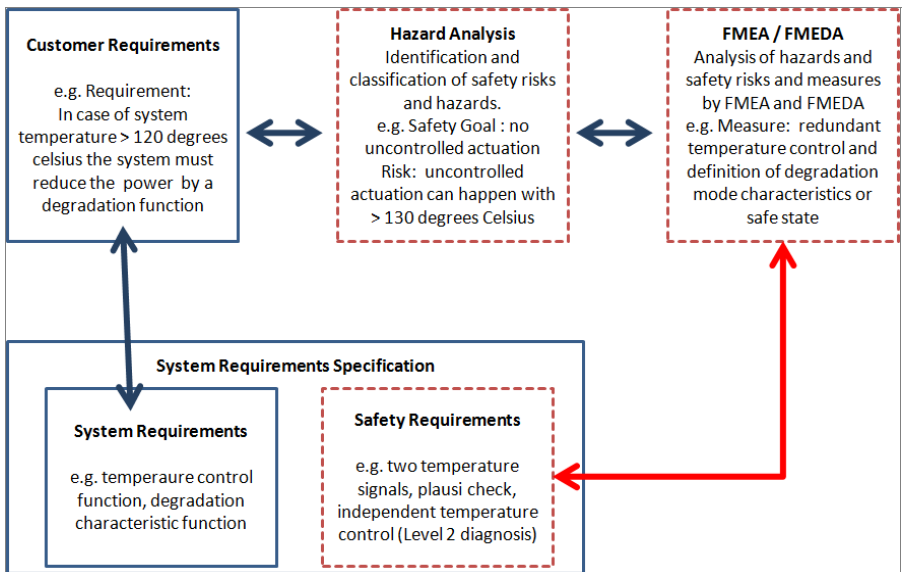 Customer Requirements
e.g. Requirement:
In case of system
temperature > 120 degrees
celsius the system must
reduce the power by a
degradation function
Hazard Analysis
Identification and
classification of safety
risks and hazards.
e.g. Safety Goal : no
uncontrolled actuation
Risk: uncontrolled
actuation can happen with
> 130 degrees Celsius
FMEA / FMEDA
Analysis of hazards and
safety risks and measures
by FMEA and FMEDA
e.g. Measure: redundant
temperature control and
definition of degradation
mode characteristics or
safe state
System Requirements Specification
System Requirements
e.g. temperaure control
function, degradation
characteristic function
Safety Requirements
e.g. two temperature
signals, plausi check,
independent temperature
control (Level 2 diagnosis)